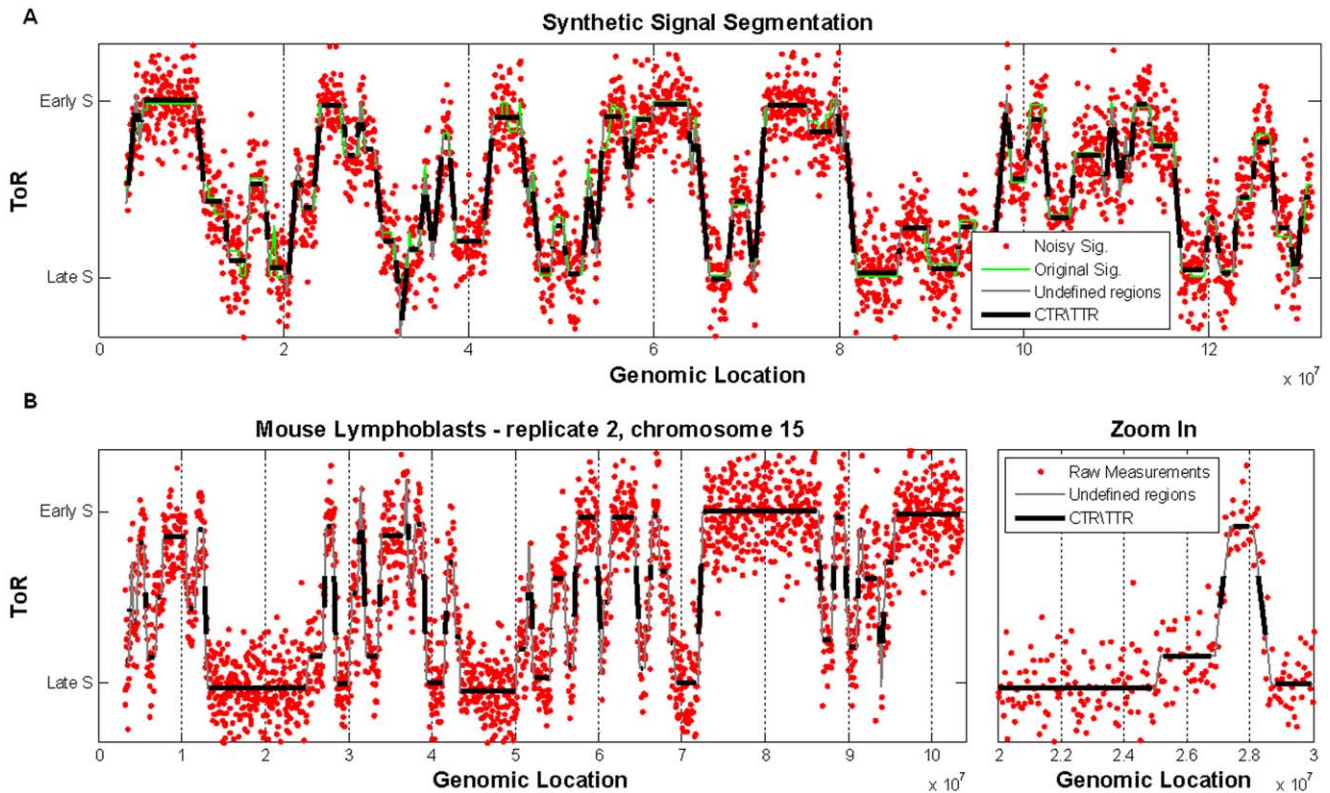 A
Synthetic Signal Segmentation
Early S
Late S
ToR
Noisy Sig.
Original Sig.
Undefined regions
CTR\TTR
0 2 4 6 8 10 12
Genomic Location
x 10^7
B
Mouse Lymphoblasts - replicate 2, chromosome 15
Early S
Late S
ToR
0 1 2 3 4 5 6 7 8 9 10
Genomic Location
x 10^7
Zoom In
Raw Measurements
Undefined regions
CTR\TTR
2 2.2 2.4 2.6 2.8 3
Genomic Location
x 10^7